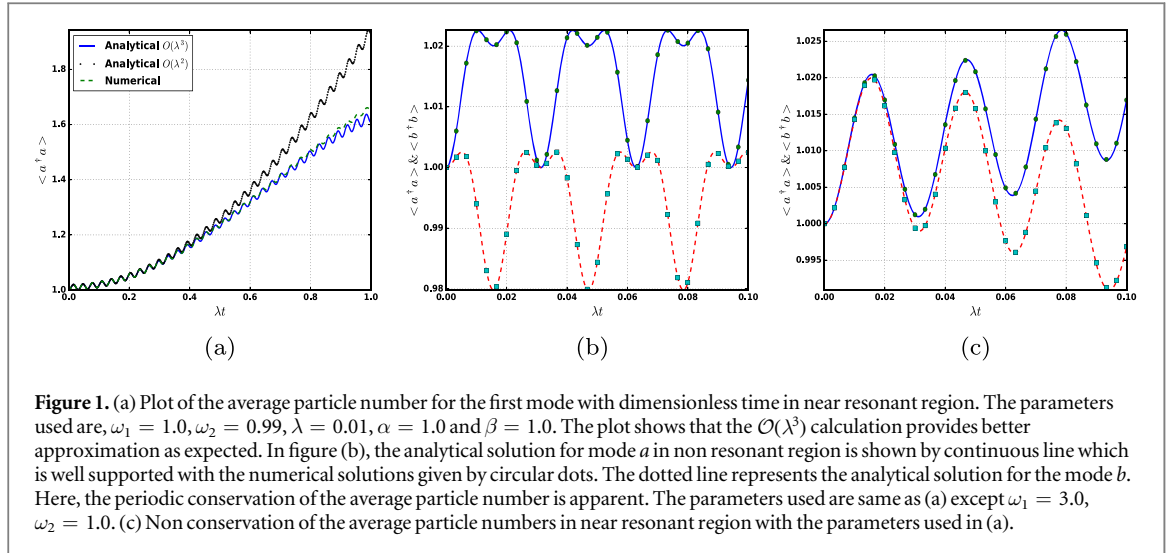 Analytical O(λ³)
Analytical O(λ²)
Numerical
1.8
1.6
1.4
1.2
1.0
< a†a >
0.0 0.2 0.4 0.6 0.8 1.0
λt
(a)
1.02
1.01
1.00
0.99
0.98
< a†a > & < b†b >
0.00 0.02 0.04 0.06 0.08 0.10
λt
(b)
1.025
1.020
1.015
1.010
1.005
1.000
0.995
< a†a > & < b†b >
0.00 0.02 0.04 0.06 0.08 0.10
λt
(c)
Figure 1. (a) Plot of the average particle number for the first mode with dimensionless time in near resonant region. The parameters
used are, ω₁ = 1.0, ω₂ = 0.99, λ = 0.01, α = 1.0 and β = 1.0. The plot shows that the O(λ³) calculation provides better
approximation as expected. In figure (b), the analytical solution for mode a in non resonant region is shown by continuous line which
is well supported with the numerical solutions given by circular dots. The dotted line represents the analytical solution for the mode b.
Here, the periodic conservation of the average particle number is apparent. The parameters used are same as (a) except ω₁ = 3.0,
ω₂ = 1.0. (c) Non conservation of the average particle numbers in near resonant region with the parameters used in (a).